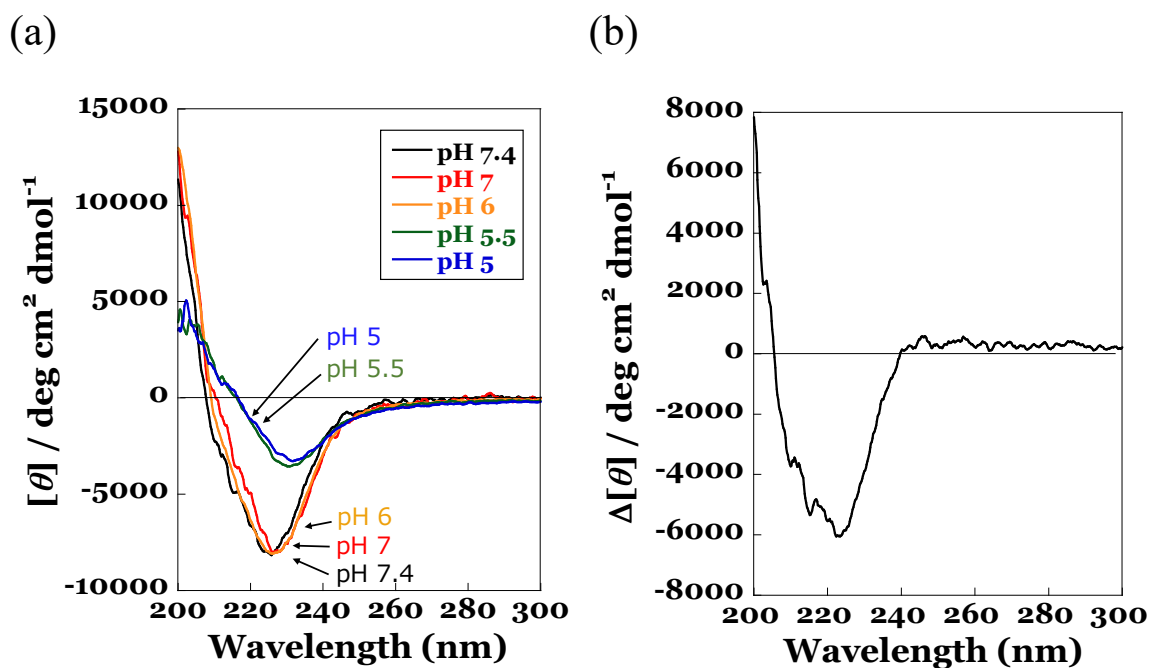 (a)
[θ] / deg cm² dmol⁻¹
15000
10000
5000
0
-5000
-10000
pH 7.4
pH 7
pH 6
pH 5.5
pH 5
pH 5
pH 5.5
pH 6
pH 7
pH 7.4
200 220 240 260 280 300
Wavelength (nm)
(b)
Δ[θ] / deg cm² dmol⁻¹
8000
6000
4000
2000
0
-2000
-4000
-6000
-8000
200 220 240 260 280 300
Wavelength (nm)